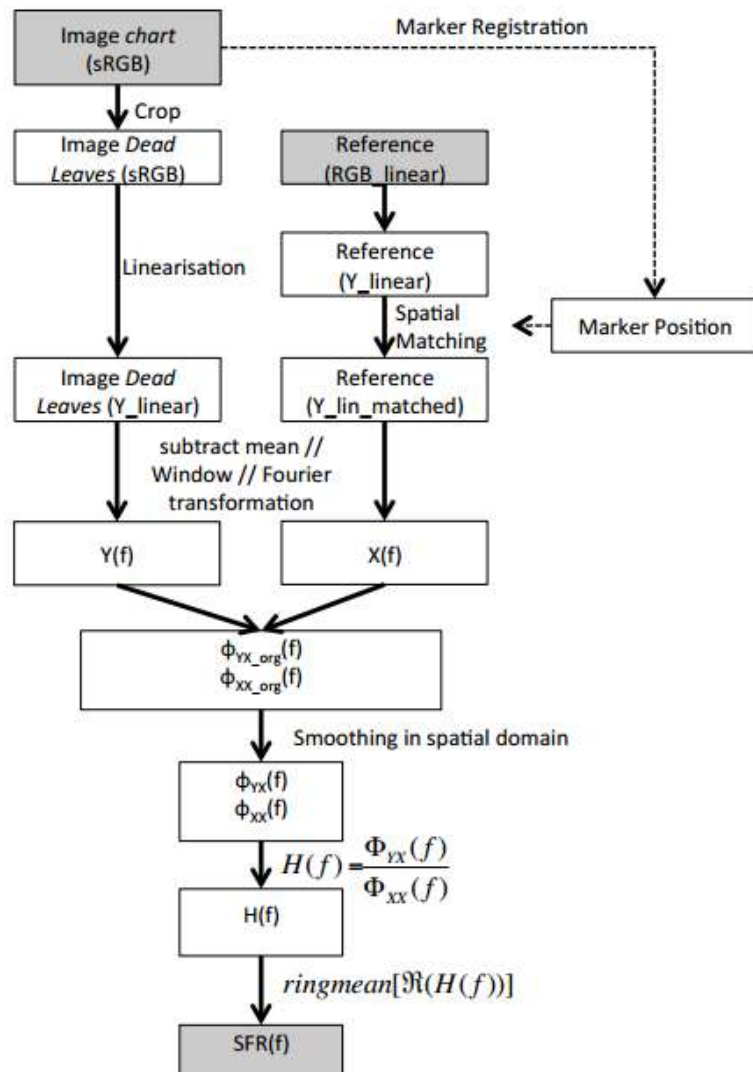 Image chart
(sRGB)
Marker Registration
Crop
Image Dead
Leaves (sRGB)
Reference
(RGB_linear)
Linearisation
Reference
(Y_linear)
Spatial
Matching
Marker Position
Image Dead
Leaves (Y_linear)
Reference
(Y_lin_matched)
subtract mean //
Window // Fourier
transformation
Y(f)
X(f)
ϕYX_org(f)
ϕXX_org(f)
Smoothing in spatial domain
ϕYX(f)
ϕXX(f)
H(f)=ΦYX(f)
ΦXX(f)
H(f)
ringmean[ℜ(H(f))]
SFR(f)